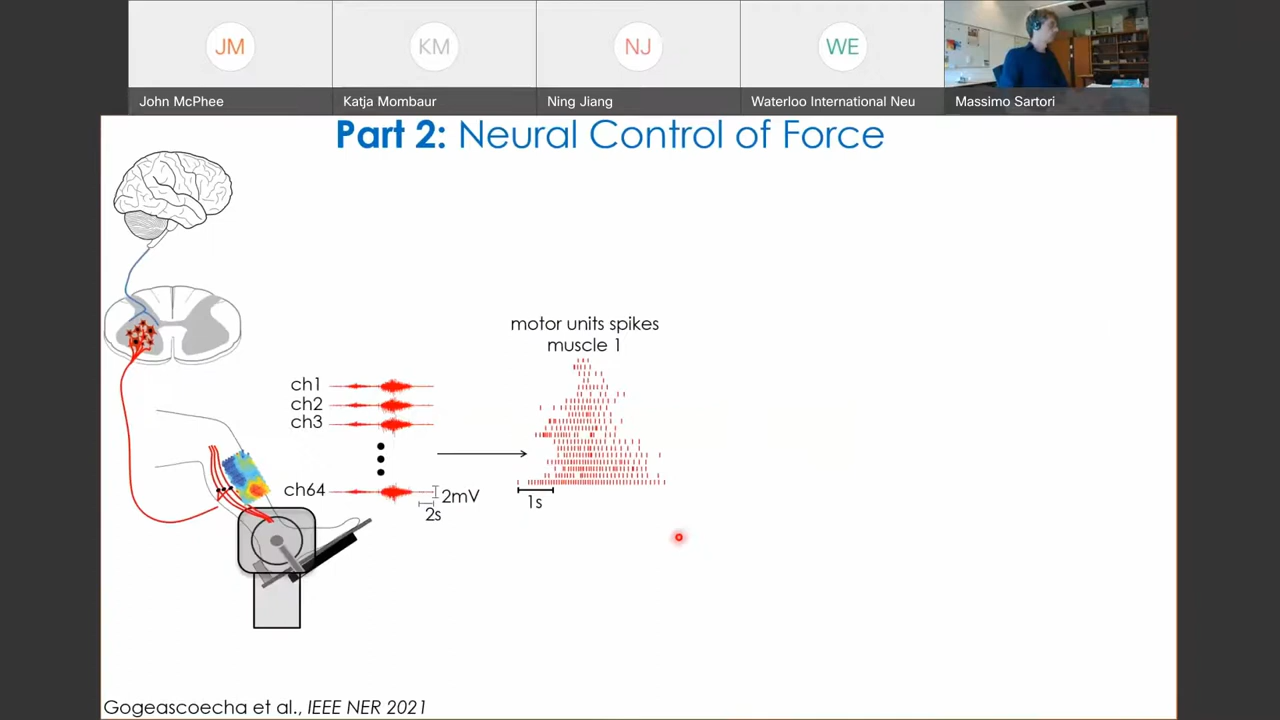 JM
KM
NJ
WE
John McPhee
Katja Mombaur
Ning Jiang
Waterloo International Neu
Massimo Sartori
Part 2: Neural Control of Force
motor units spikes
muscle 1
ch1
ch2
ch3
ch64
2mV
2s
1s
Gogeascoechea et al., IEEE NER 2021